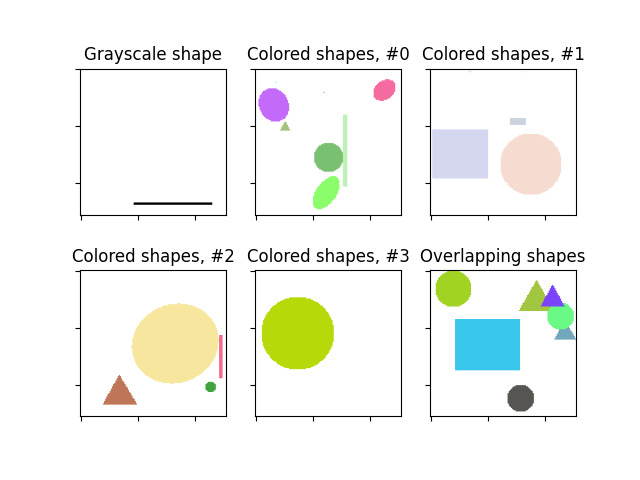 Grayscale shape
Colored shapes, #0
Colored shapes, #1
Colored shapes, #2
Colored shapes, #3
Overlapping shapes